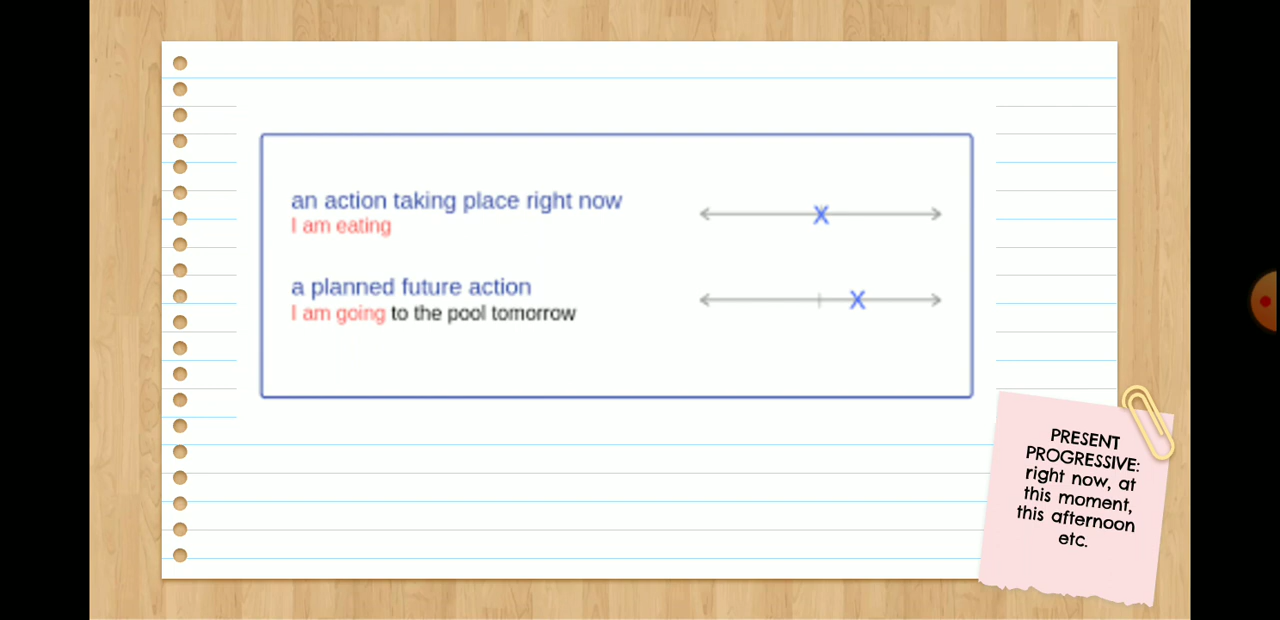 an action taking place right now
I am eating
X
a planned future action
I am going to the pool tomorrow
X
PRESENT
PROGRESSIVE:
right now, at
this moment,
this afternoon
etc.